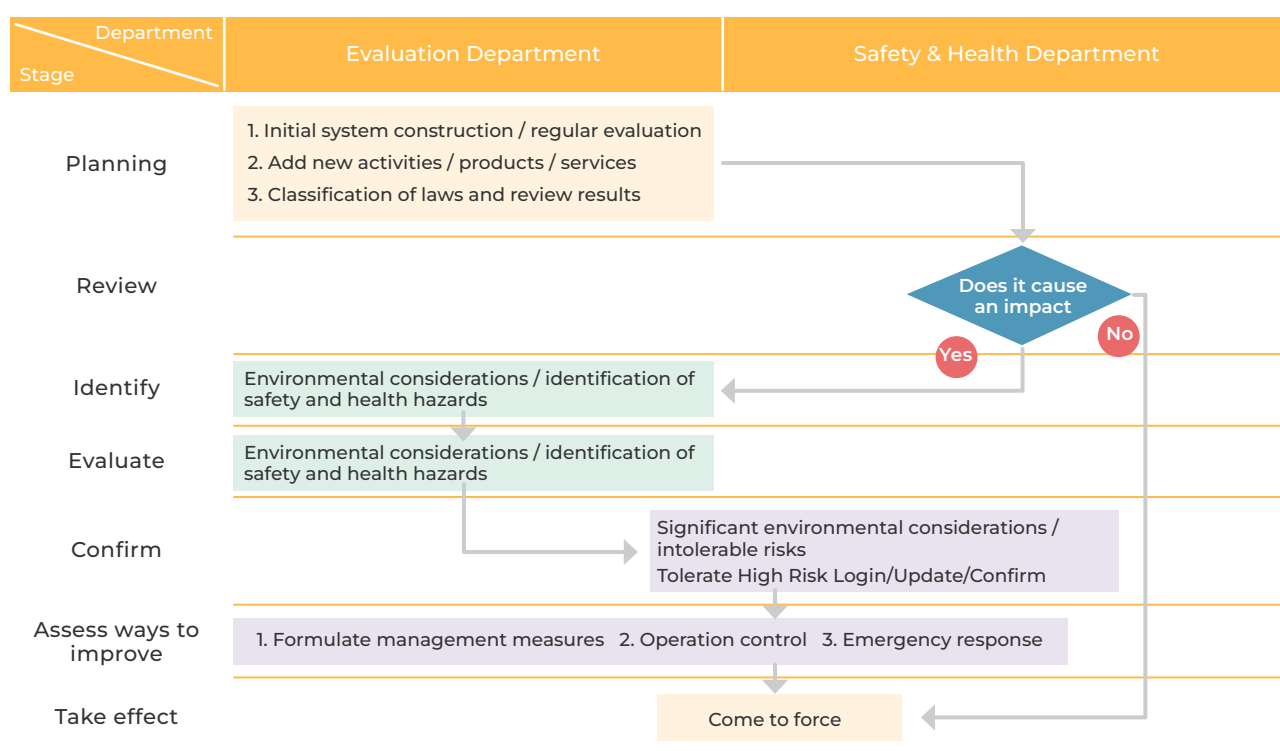 Department
Stage
Evaluation Department
Safety & Health Department
Planning
1. Initial system construction / regular evaluation
2. Add new activities / products / services
3. Classification of laws and review results
Review
Does it cause
an impact
Yes
No
Identify
Environmental considerations / identification of
safety and health hazards
Evaluate
Environmental considerations / identification of
safety and health hazards
Confirm
Significant environmental considerations /
intolerable risks
Tolerate High Risk Login/Update/Confirm
Assess ways to
improve
1. Formulate management measures 2. Operation control 3. Emergency response
Take effect
Come to force